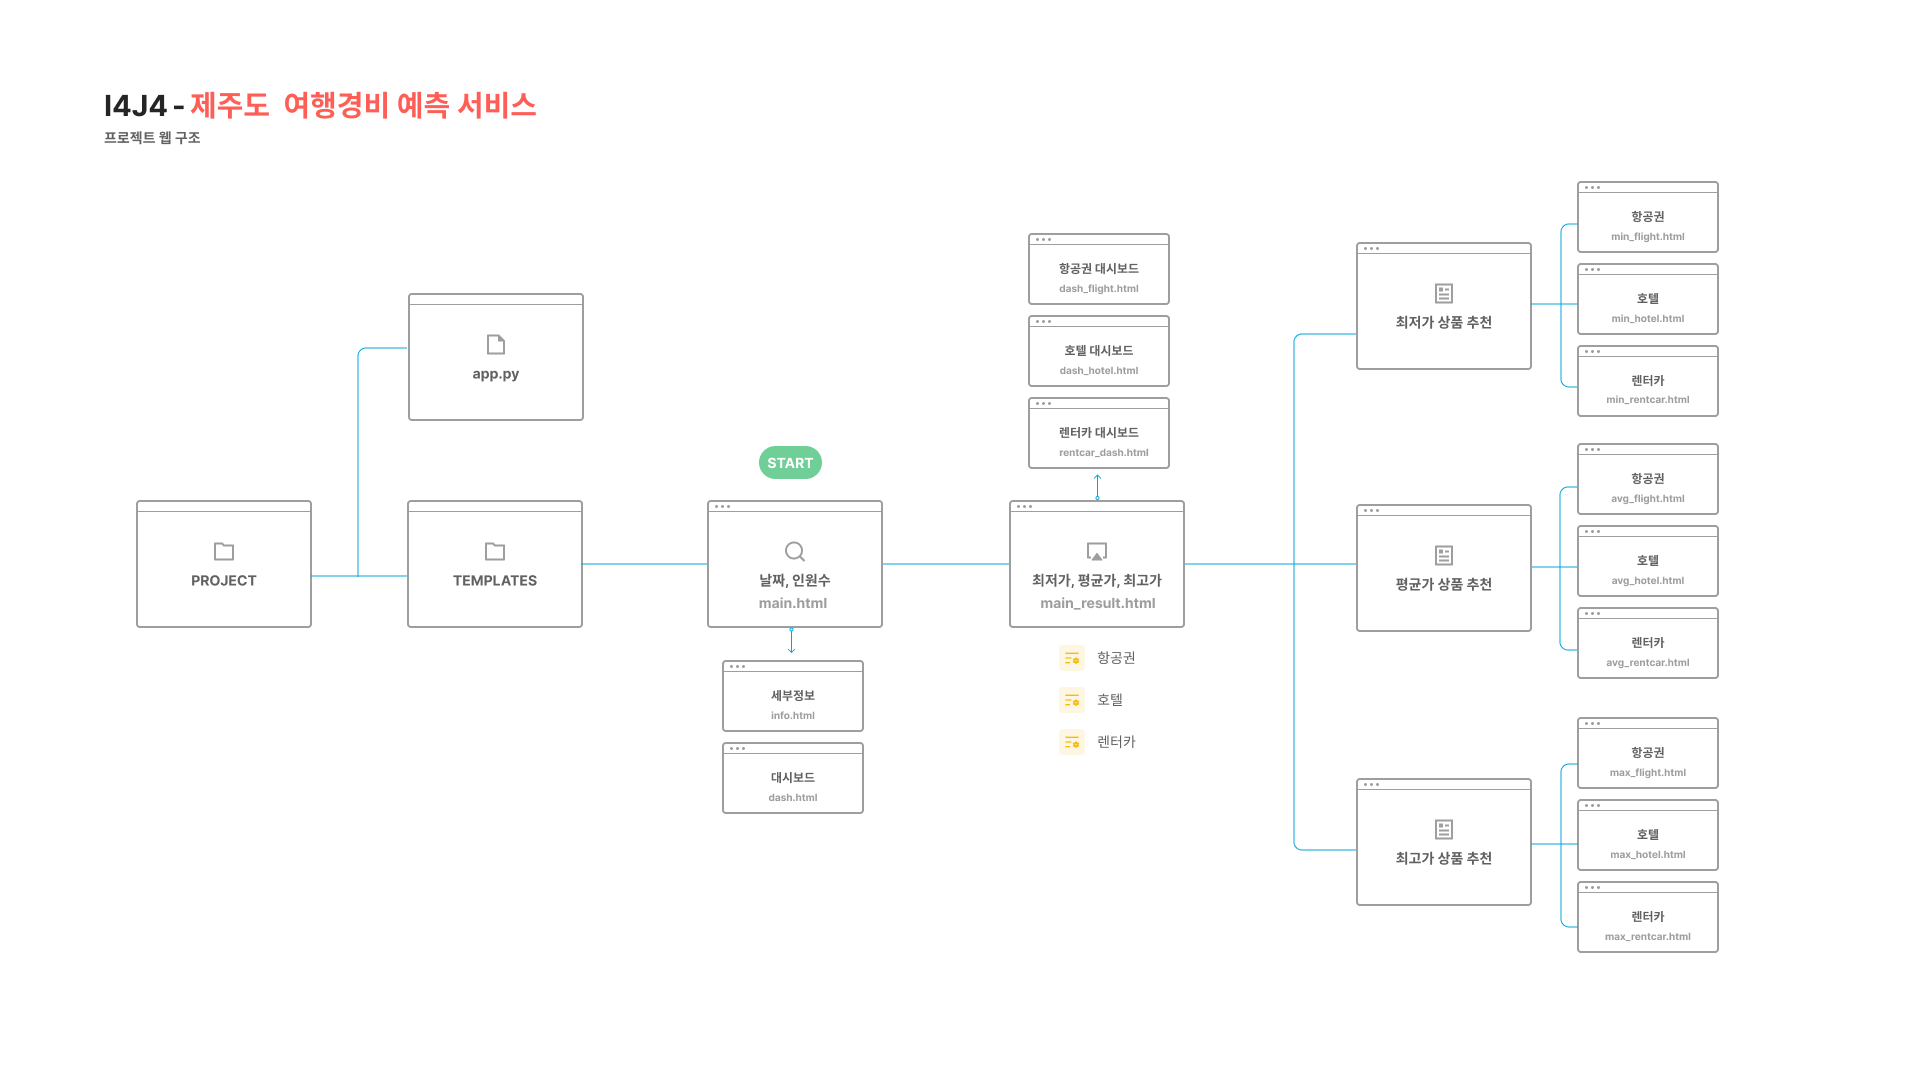 I4J4 - 제주도 여행경비 예측 서비스
프로젝트 웹 구조
PROJECT
app.py
TEMPLATES
START
날짜, 인원수
main.html
세부정보
info.html
대시보드
dash.html
항공권 대시보드
dash_flight.html
호텔 대시보드
dash_hotel.html
렌터카 대시보드
rentcar_dash.html
최저가, 평균가, 최고가
main_result.html
항공권
호텔
렌터카
최저가 상품 추천
항공권
min_flight.html
호텔
min_hotel.html
렌터카
min_rentcar.html
평균가 상품 추천
항공권
avg_flight.html
호텔
avg_hotel.html
렌터카
avg_rentcar.html
최고가 상품 추천
항공권
max_flight.html
호텔
max_hotel.html
렌터카
max_rentcar.html